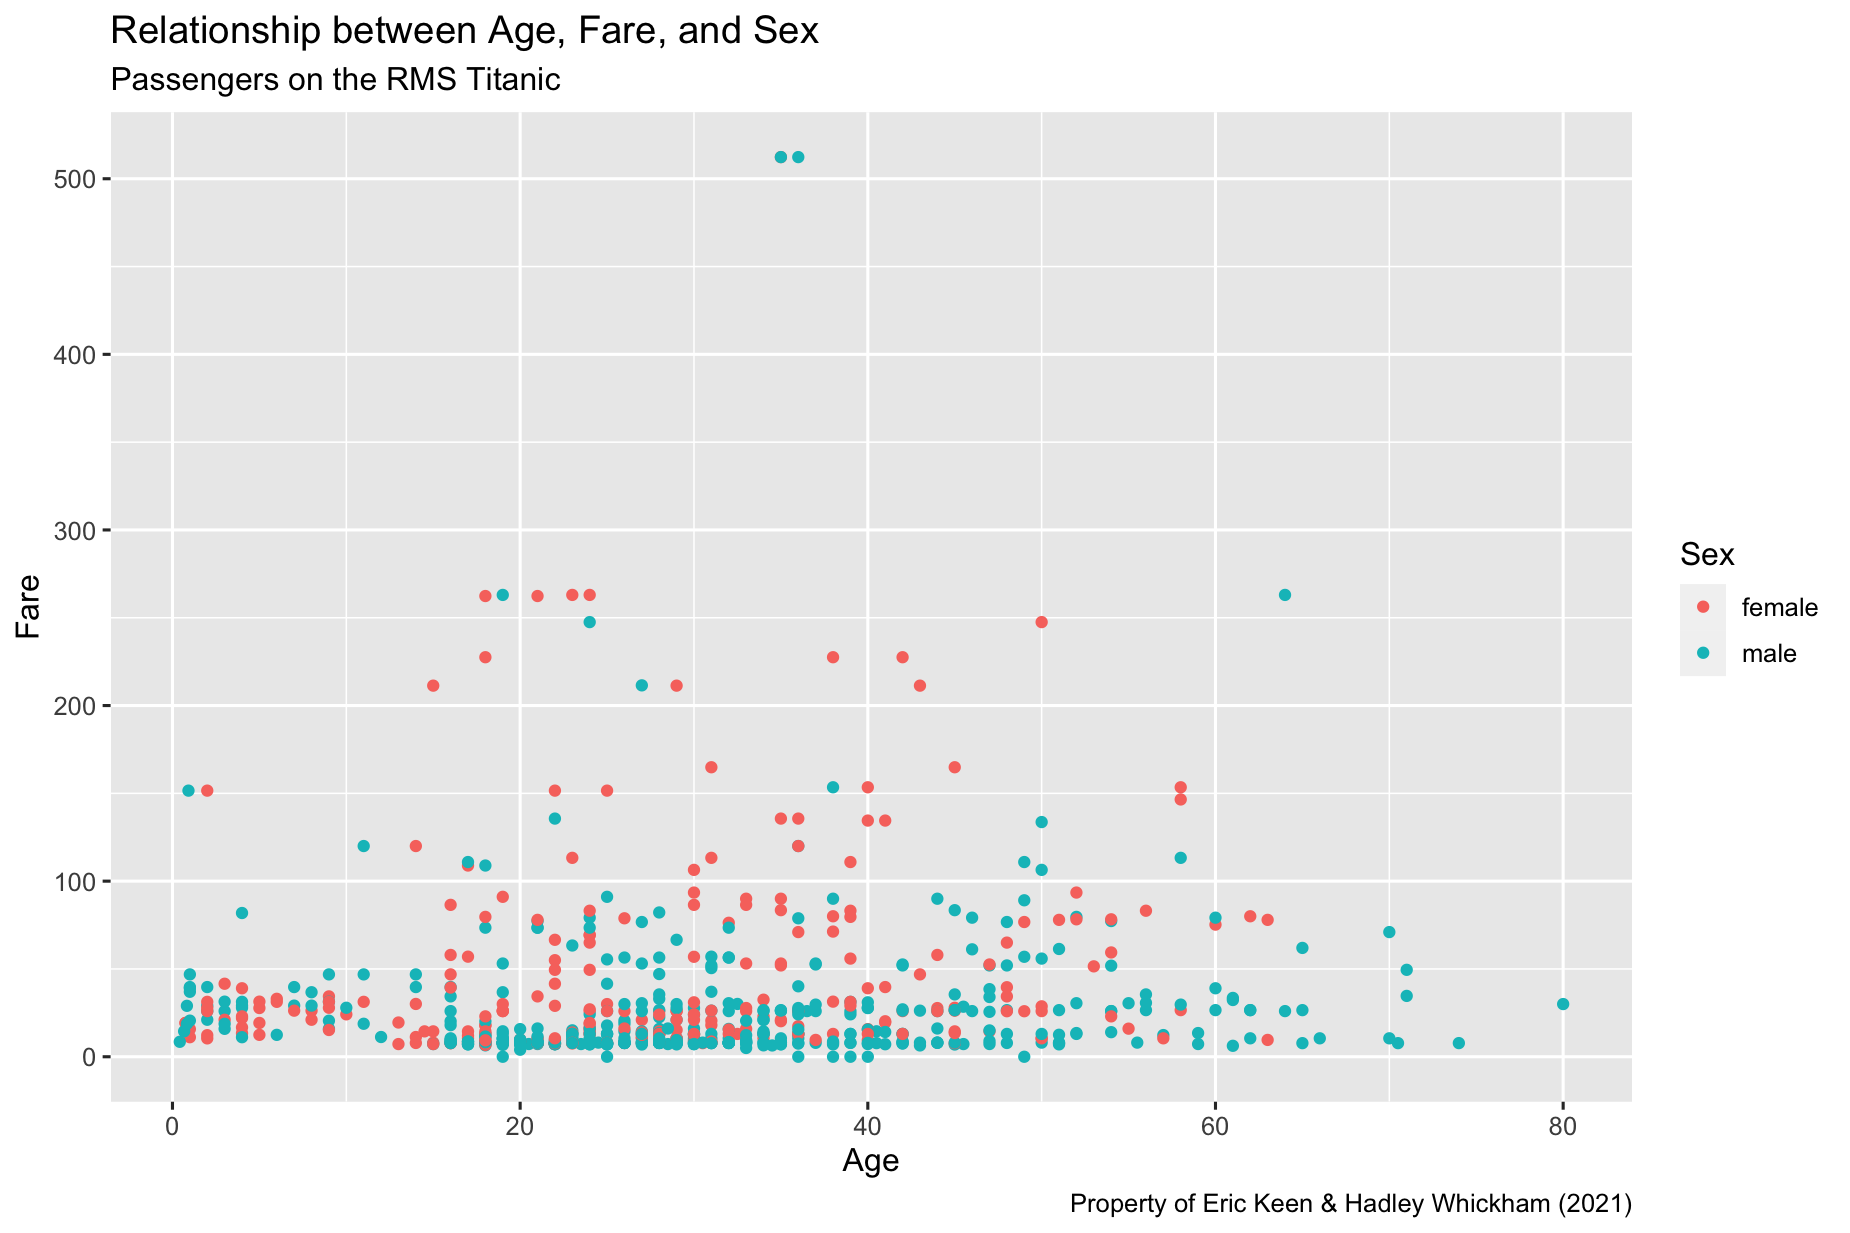 Relationship between Age, Fare, and Sex
Passengers on the RMS Titanic
500
400
300
200
100
0
Fare
0 20 40 60 80
Age
Sex
female
male
Property of Eric Keen & Hadley Whickham (2021)